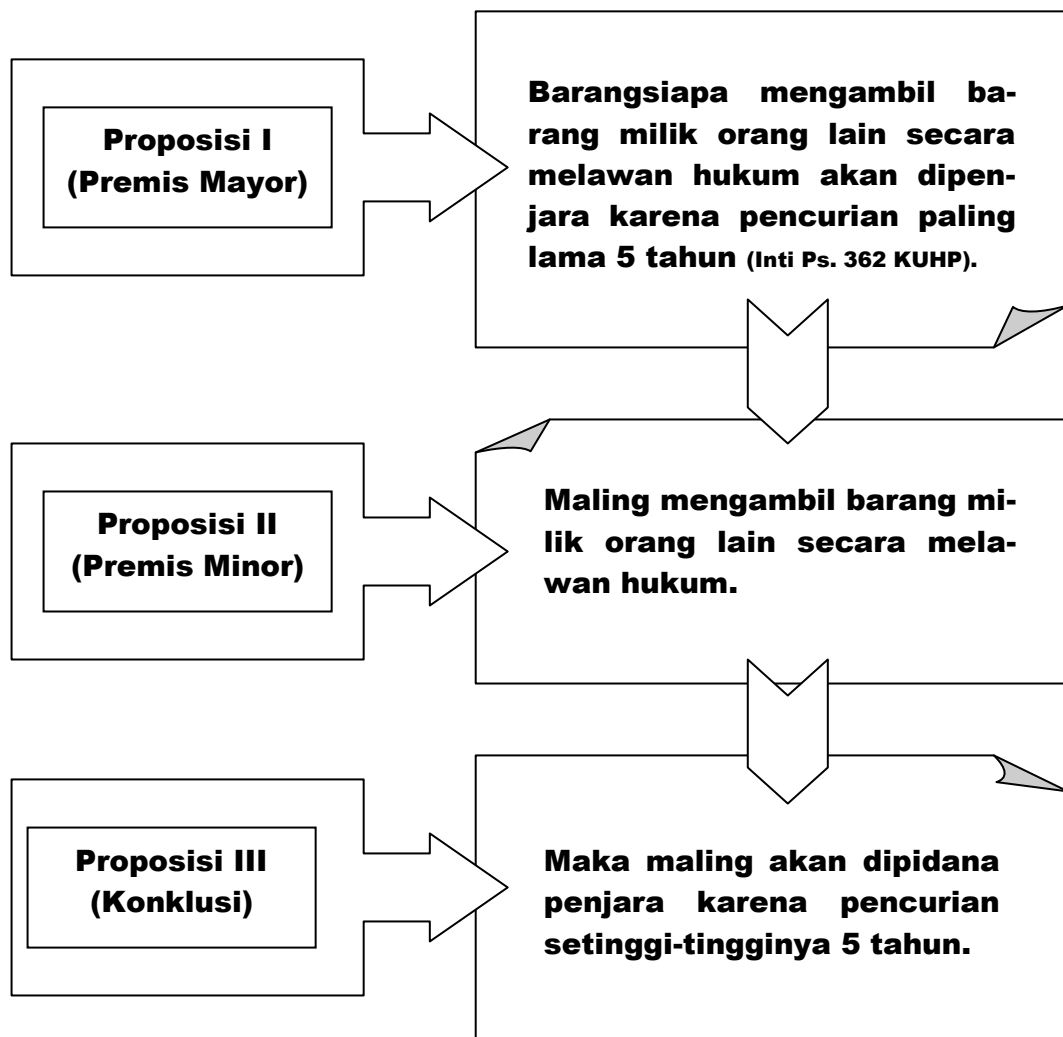 Proposisi I
(Premis Mayor)
Barangsiapa mengambil ba-
rang milik orang lain secara
melawan hukum akan dipen-
jara karena pencurian paling
lama 5 tahun (Inti Ps. 362 KUHP).
Proposisi II
(Premis Minor)
Maling mengambil barang mi-
lik orang lain secara mela-
wan hukum.
Proposisi III
(Konklusi)
Maka maling akan dipidana
penjara karena pencurian
setinggi-tingginya 5 tahun.